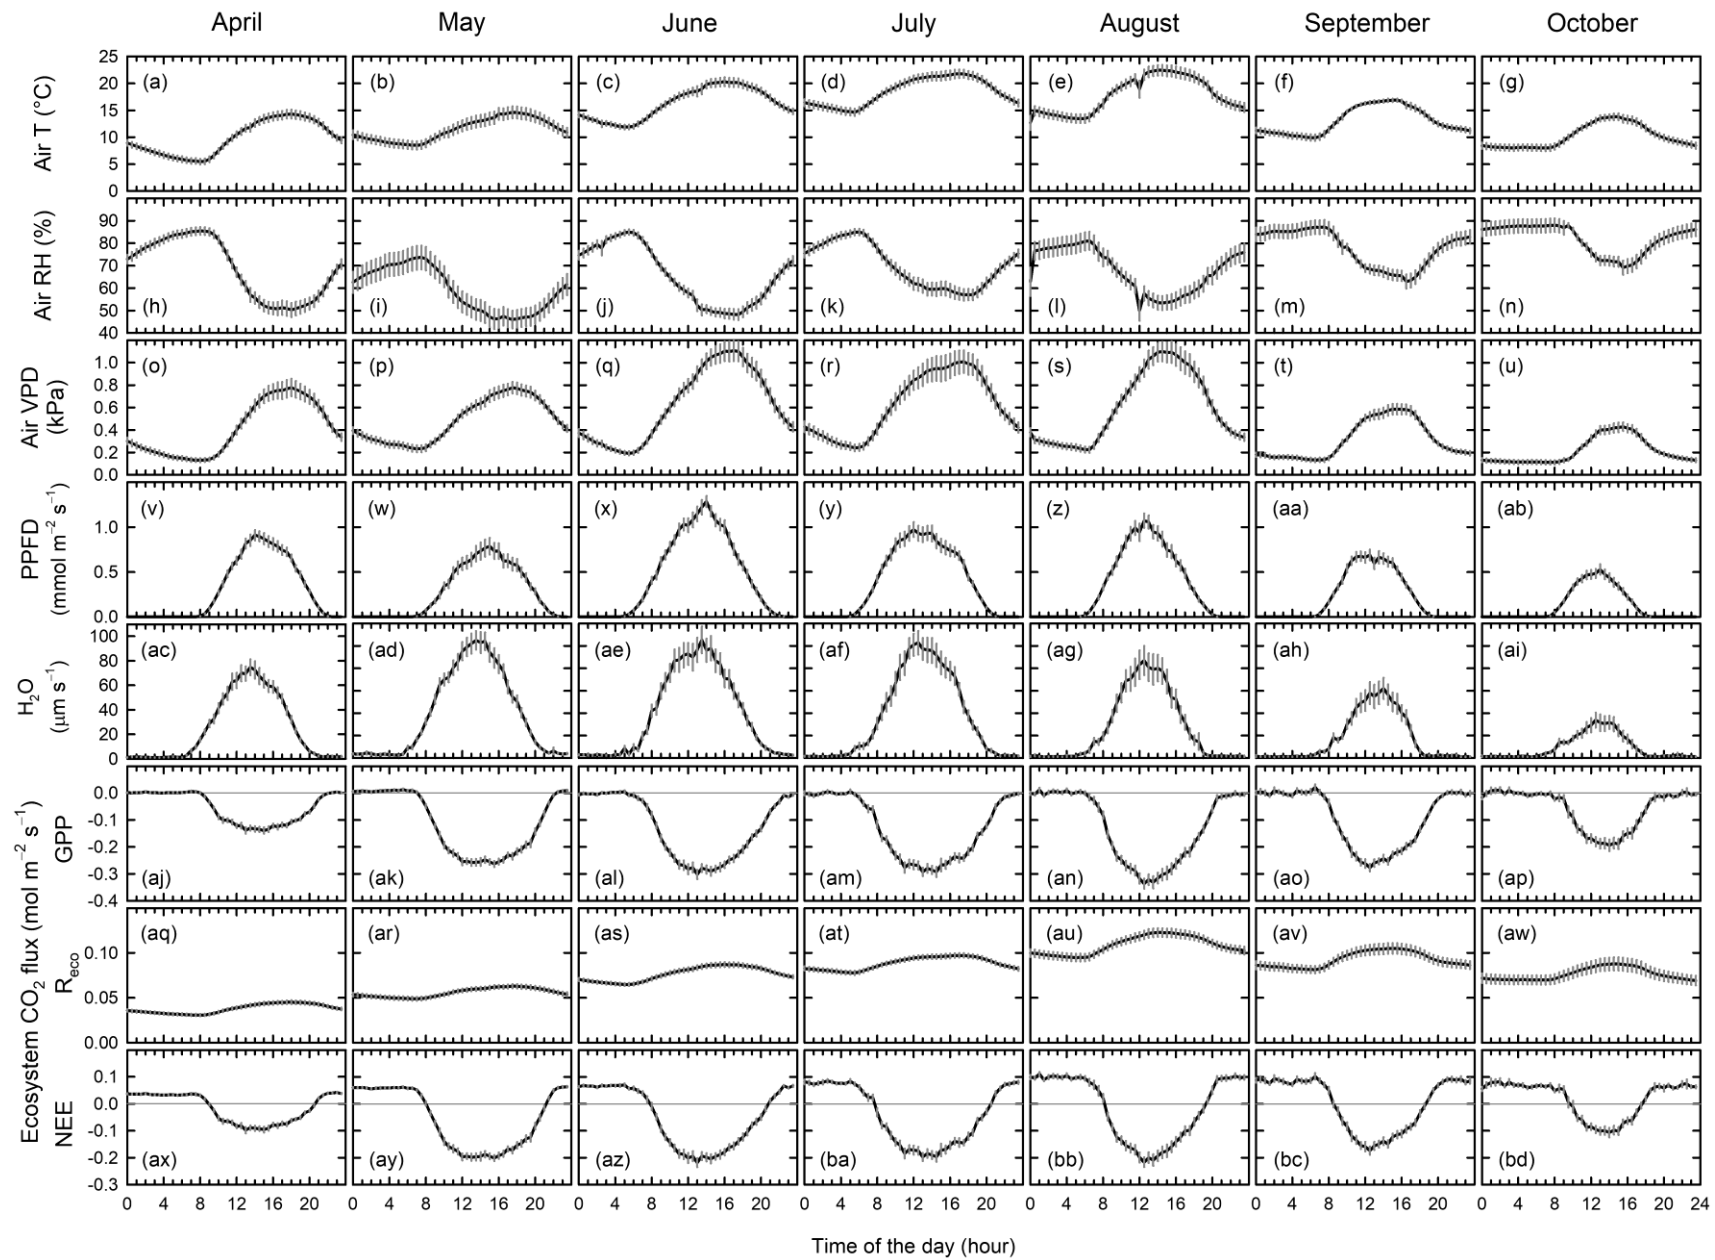 April May June July August September October
Air T (°C)
25
20
15
10
5
0
(a) (b) (c) (d) (e) (f) (g)
Air RH (%)
90
80
70
60
50
40
(h) (i) (j) (k) (l) (m) (n)
Air VPD
(kPa)
1.0
0.8
0.6
0.4
0.2
0.0
(o) (p) (q) (r) (s) (t) (u)
PPFD
(mmol m⁻² s⁻¹)
1.0
0.5
0.0
(v) (w) (x) (y) (z) (aa) (ab)
H₂O
(μm s⁻¹)
100
80
60
40
20
0
(ac) (ad) (ae) (af) (ag) (ah) (ai)
Ecosystem CO₂ flux (mol m⁻² s⁻¹)
GPP
0.0
-0.1
-0.2
-0.3
-0.4
(aj) (ak) (al) (am) (an) (ao) (ap)
R_eco
0.10
0.05
0.00
(aq) (ar) (as) (at) (au) (av) (aw)
NEE
0.1
0.0
-0.1
-0.2
-0.3
(ax) (ay) (az) (ba) (bb) (bc) (bd)
0 4 8 12 16 20 0 4 8 12 16 20 0 4 8 12 16 20 0 4 8 12 16 20 0 4 8 12 16 20 0 4 8 12 16 20 0 4 8 12 16 20 24
Time of the day (hour)